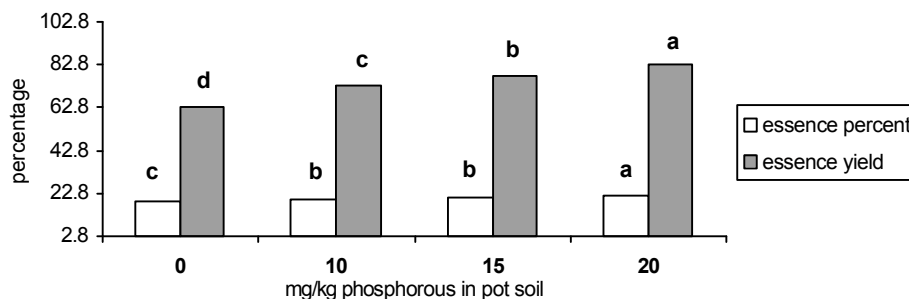 102.8
82.8
62.8
42.8
22.8
2.8
percentage
c
d
b
c
b
b
a
a
0
10
15
20
mg/kg phosphorous in pot soil
essence percent
essence yield